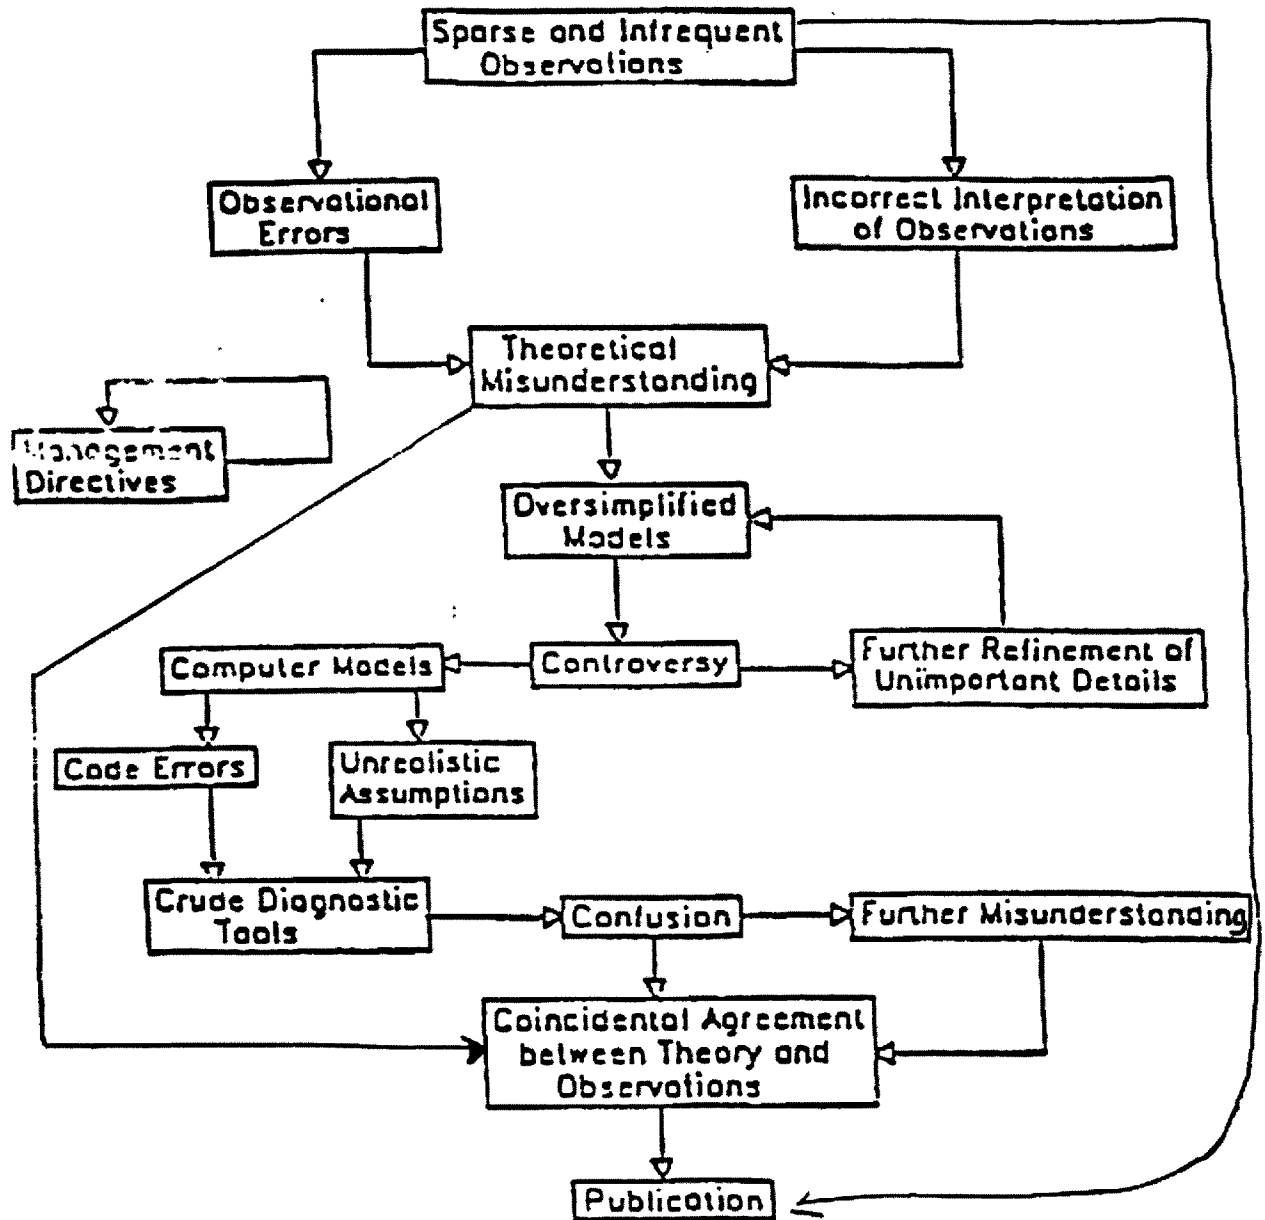 Sparse and Infrequent
Observations
Observational
Errors
Incorrect Interpretation
of Observations
Theoretical
Misunderstanding
Management
Directives
Oversimplified
Models
Computer Models
Controversy
Further Refinement of
Unimportant Details
Code Errors
Unrealistic
Assumptions
Crude Diagnostic
Tools
Confusion
Further Misunderstanding
Coincidental Agreement
between Theory and
Observations
Publication